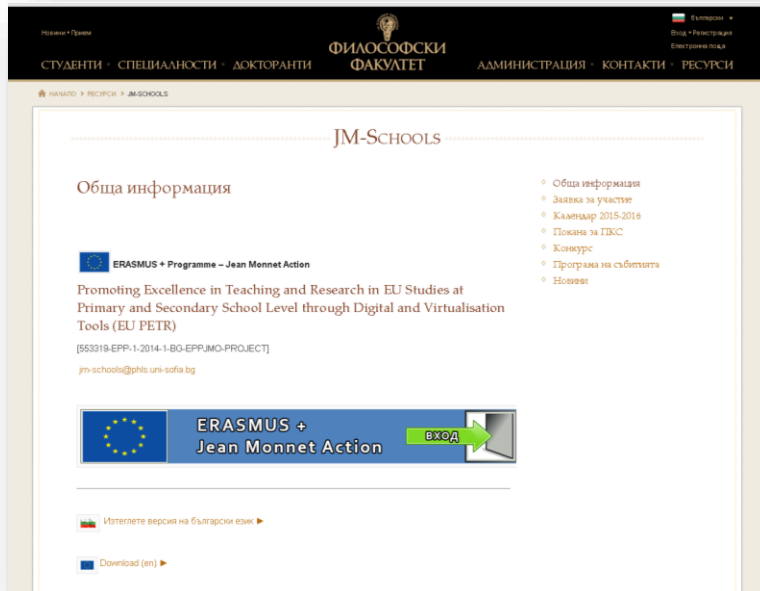 Новини • Прием
Български
Вход • Регистрация
Електронна поща
ФИЛОСОФСКИ
ФАКУЛТЕТ
СТУДЕНТИ СПЕЦИАЛНОСТИ ДОКТОРАНТИ
АДМИНИСТРАЦИЯ КОНТАКТИ РЕСУРСИ
НАЧАЛО РЕСУРСИ JM-SCHOOLS
JM-Schools
Обща информация
ERASMUS + Programme – Jean Monnet Action
Promoting Excellence in Teaching and Research in EU Studies at
Primary and Secondary School Level through Digital and Virtualisation
Tools (EU PETR)
[553319-EPP-1-2014-1-BG-EPPJMO-PROJECT]
jm-schools@phls.uni-sofia.bg
ERASMUS +
Jean Monnet Action
ВХОД
Изтеглете версия на български език
Download (en)
Обща информация
Заявка за участие
Календар 2015-2016
Покана за ПКС
Конкурс
Програма на събитията
Новини